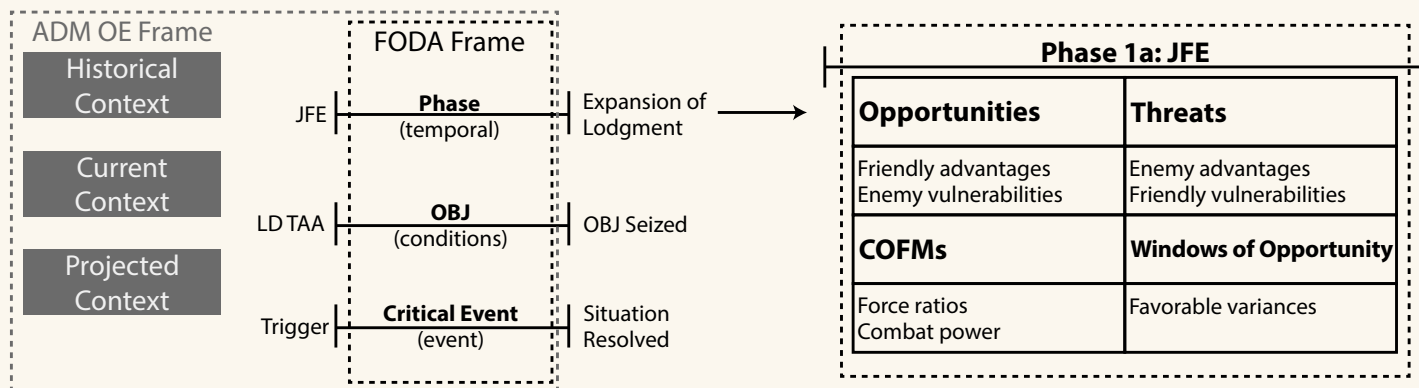 ADM OE Frame
Historical
Context
Current
Context
Projected
Context
FODA Frame
JFE
Phase
(temporal)
Expansion of
Lodgment
LD TAA
OBJ
(conditions)
OBJ Seized
Trigger
Critical Event
(event)
Situation
Resolved
Phase 1a: JFE
Opportunities
Threats
Friendly advantages
Enemy vulnerabilities
Enemy advantages
Friendly vulnerabilities
COFMs
Windows of Opportunity
Force ratios
Combat power
Favorable variances